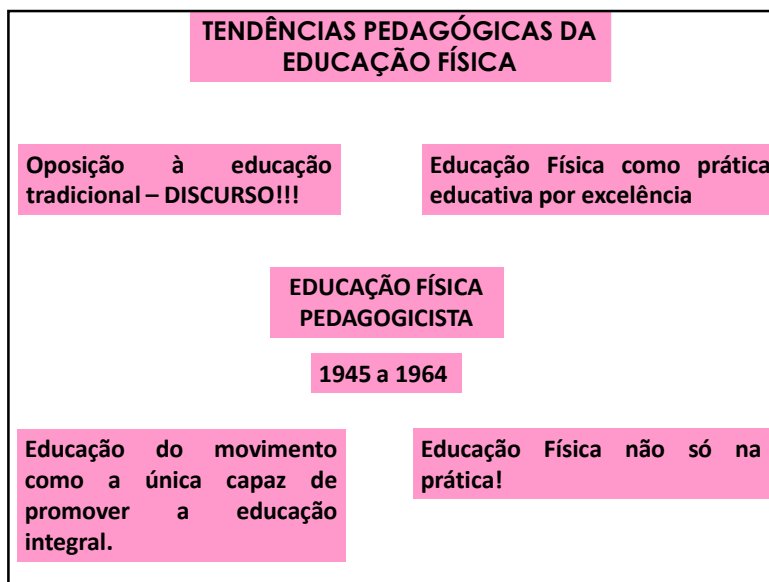 TENDÊNCIAS PEDAGÓGICAS DA
EDUCAÇÃO FÍSICA
Oposição à educação
tradicional – DISCURSO!!!
Educação Física como prática
educativa por excelência
EDUCAÇÃO FÍSICA
PEDAGOGICISTA
1945 a 1964
Educação do movimento
como a única capaz de
promover a educação
integral.
Educação Física não só na
prática!